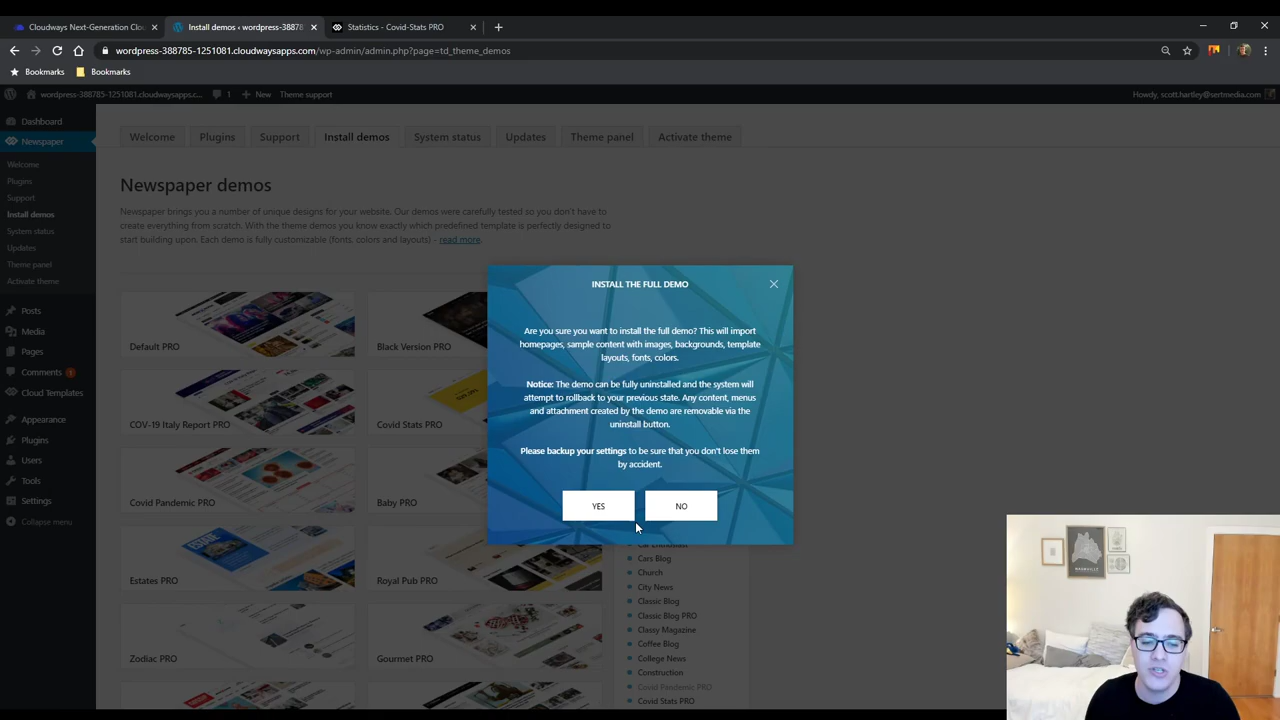 Cloudways Next-Generation Clo
Install demos < wordpress-38878
Statistics - Covid-Stats PRO
wordpress-388785-1251081.cloudwaysapps.com/wp-admin/admin.php?page=td_theme_demos
Bookmarks
Bookmarks
wordpress-388785-1251081.cloudwaysapps.c...
1
New
Theme support
Howdy, scott.hartley@sertmedia.com
Dashboard
Newspaper
Welcome
Plugins
Support
Install demos
System status
Updates
Theme panel
Activate theme
Posts
Media
Pages
Comments 1
Cloud Templates
Appearance
Plugins
Users
Tools
Settings
Collapse menu
Welcome
Plugins
Support
Install demos
System status
Updates
Theme panel
Activate theme
Newspaper demos
Newspaper brings you a number of unique designs for your website. Our demos were carefully tested so you don't have to
create everything from scratch. With the theme demos you know exactly which predefined template is perfectly designed to
start building upon. Each demo is fully customizable (fonts, colors and layouts) - read more.
Default PRO
Black Version PRO
COV-19 Italy Report PRO
Covid Stats PRO
Covid Pandemic PRO
Baby PRO
Estates PRO
Royal Pub PRO
Zodiac PRO
Gourmet PRO
INSTALL THE FULL DEMO
Are you sure you want to install the full demo? This will import
homepages, sample content with images, backgrounds, template
layouts, fonts, colors.
Notice: The demo can be fully uninstalled and the system will
attempt to rollback to your previous state. Any content, menus
and attachment created by the demo are removable via the
uninstall button.
Please backup your settings to be sure that you don't lose them
by accident.
YES
NO
Car Enthusiast
Cars Blog
Church
City News
Classic Blog
Classic Blog PRO
Classy Magazine
Coffee Blog
College News
Construction
Covid Pandemic PRO
Covid Stats PRO